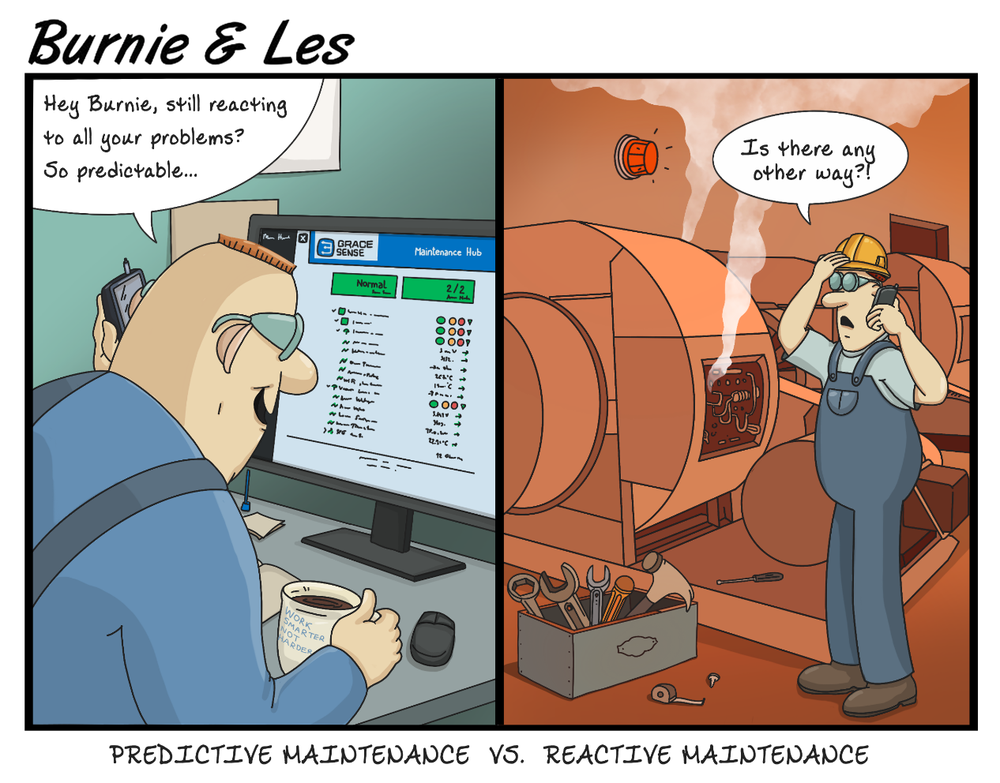 Burnie & Les
Hey Burnie, still reacting
to all your problems?
So predictable...
Is there any
other way?!
GRACE
SENSE
Maintenance Hub
Normal
2/2
WORK
SMARTER
NOT
HARDER
PREDICTIVE MAINTENANCE VS. REACTIVE MAINTENANCE